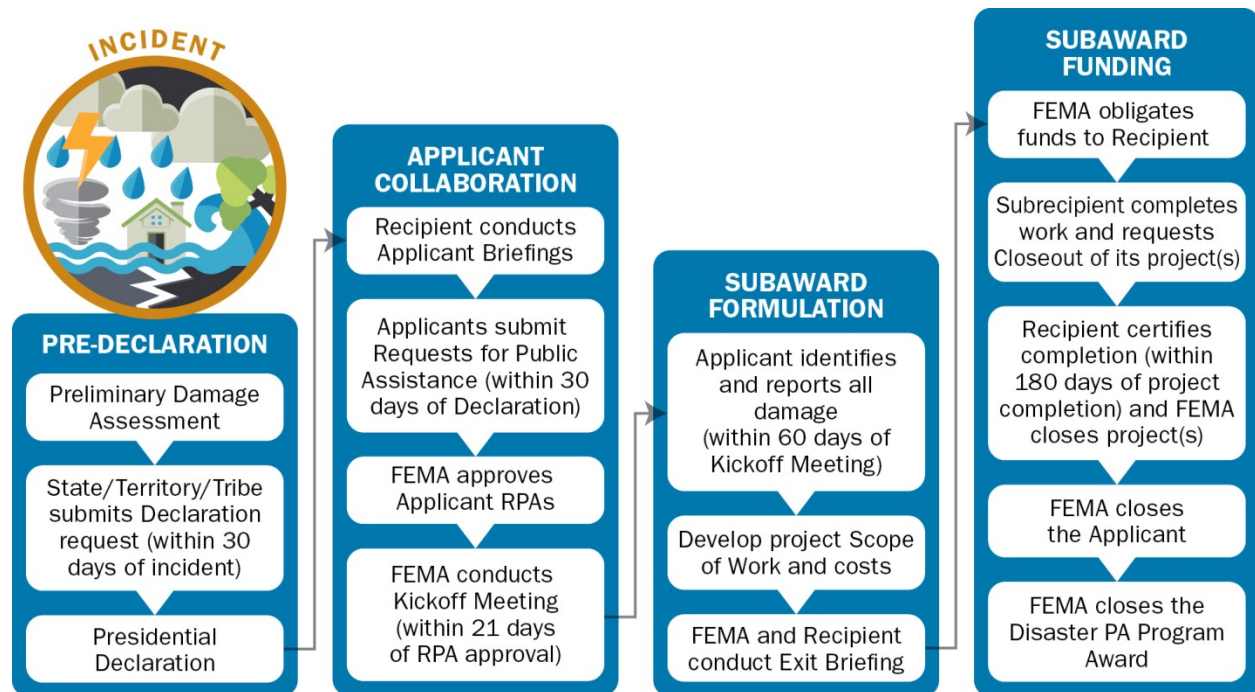 INCIDENT
PRE-DECLARATION
Preliminary Damage
Assessment
State/Territory/Tribe
submits Declaration
request (within 30
days of incident)
Presidential
Declaration
APPLICANT
COLLABORATION
Recipient conducts
Applicant Briefings
Applicants submit
Requests for Public
Assistance (within 30
days of Declaration)
FEMA approves
Applicant RPAs
FEMA conducts
Kickoff Meeting
(within 21 days
of RPA approval)
SUBAWARD
FORMULATION
Applicant identifies
and reports all
damage
(within 60 days of
Kickoff Meeting)
Develop project Scope
of Work and costs
FEMA and Recipient
conduct Exit Briefing
SUBAWARD
FUNDING
FEMA obligates
funds to Recipient
Subrecipient completes
work and requests
Closeout of its project(s)
Recipient certifies
completion (within
180 days of project
completion) and FEMA
closes project(s)
FEMA closes
the Applicant
FEMA closes the
Disaster PA Program
Award